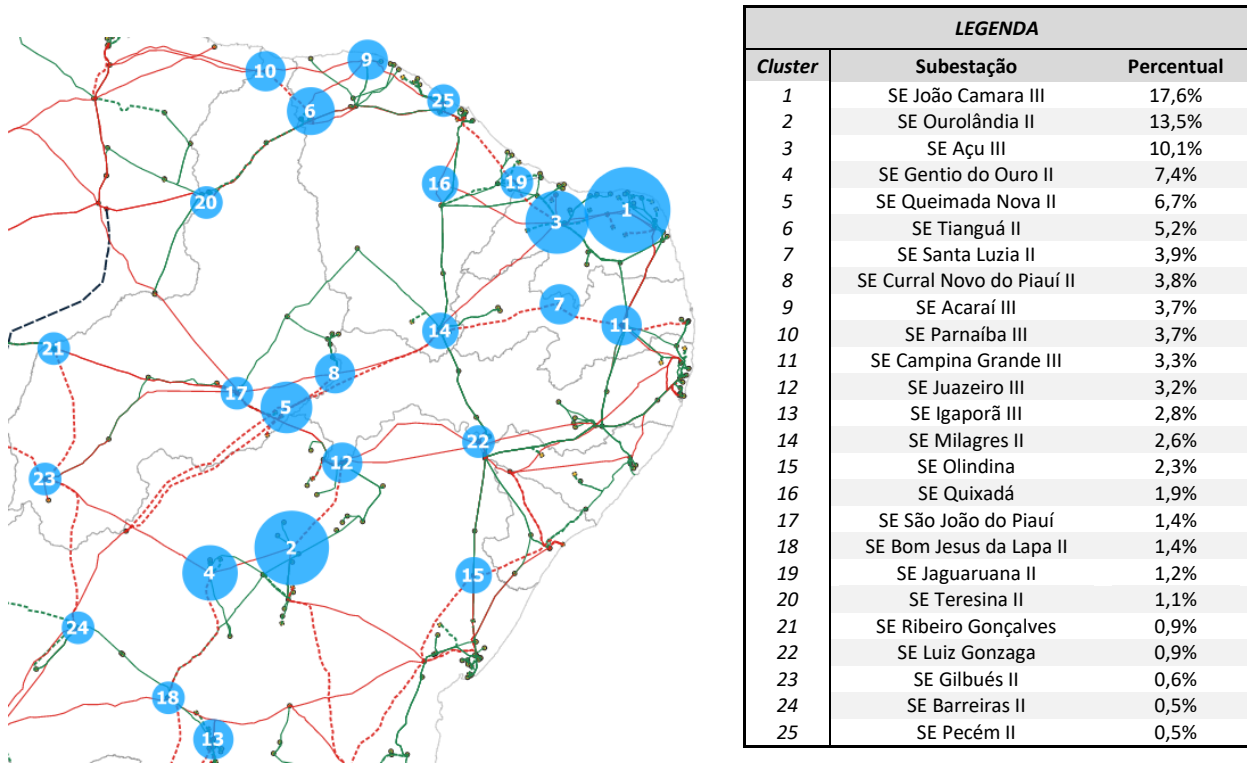 LEGENDA
Cluster Subestação Percentual
1 SE João Camara III 17,6%
2 SE Ourolândia II 13,5%
3 SE Açu III 10,1%
4 SE Gentio do Ouro II 7,4%
5 SE Queimada Nova II 6,7%
6 SE Tianguá II 5,2%
7 SE Santa Luzia II 3,9%
8 SE Curral Novo do Piauí II 3,8%
9 SE Acaraí III 3,7%
10 SE Parnaíba III 3,7%
11 SE Campina Grande III 3,3%
12 SE Juazeiro III 3,2%
13 SE Igaporã III 2,8%
14 SE Milagres II 2,6%
15 SE Olindina 2,3%
16 SE Quixadá 1,9%
17 SE São João do Piauí 1,4%
18 SE Bom Jesus da Lapa II 1,4%
19 SE Jaguaruana II 1,2%
20 SE Teresina II 1,1%
21 SE Ribeiro Gonçalves 0,9%
22 SE Luiz Gonzaga 0,9%
23 SE Gilbués II 0,6%
24 SE Barreiras II 0,5%
25 SE Pecém II 0,5%
9
10
25
6
16
19
20
3
1
7
14
11
21
8
17
5
22
12
23
2
4
15
24
18
13